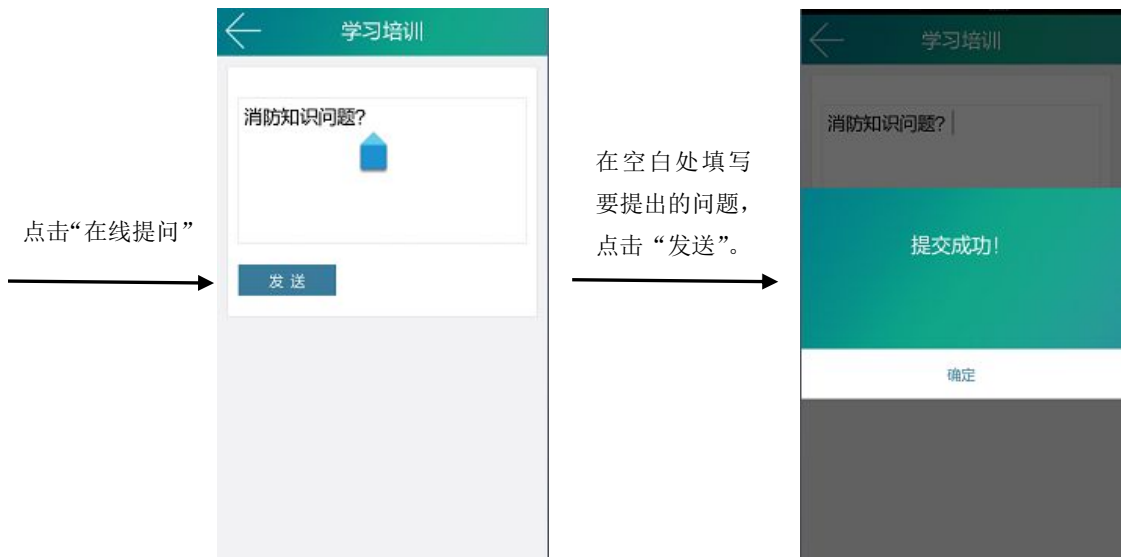 点击“在线提问”
学习培训
消防知识问题?
发 送
在空白处填写
要提出的问题，
点击“发送”。
学习培训
消防知识问题?
提交成功!
确定